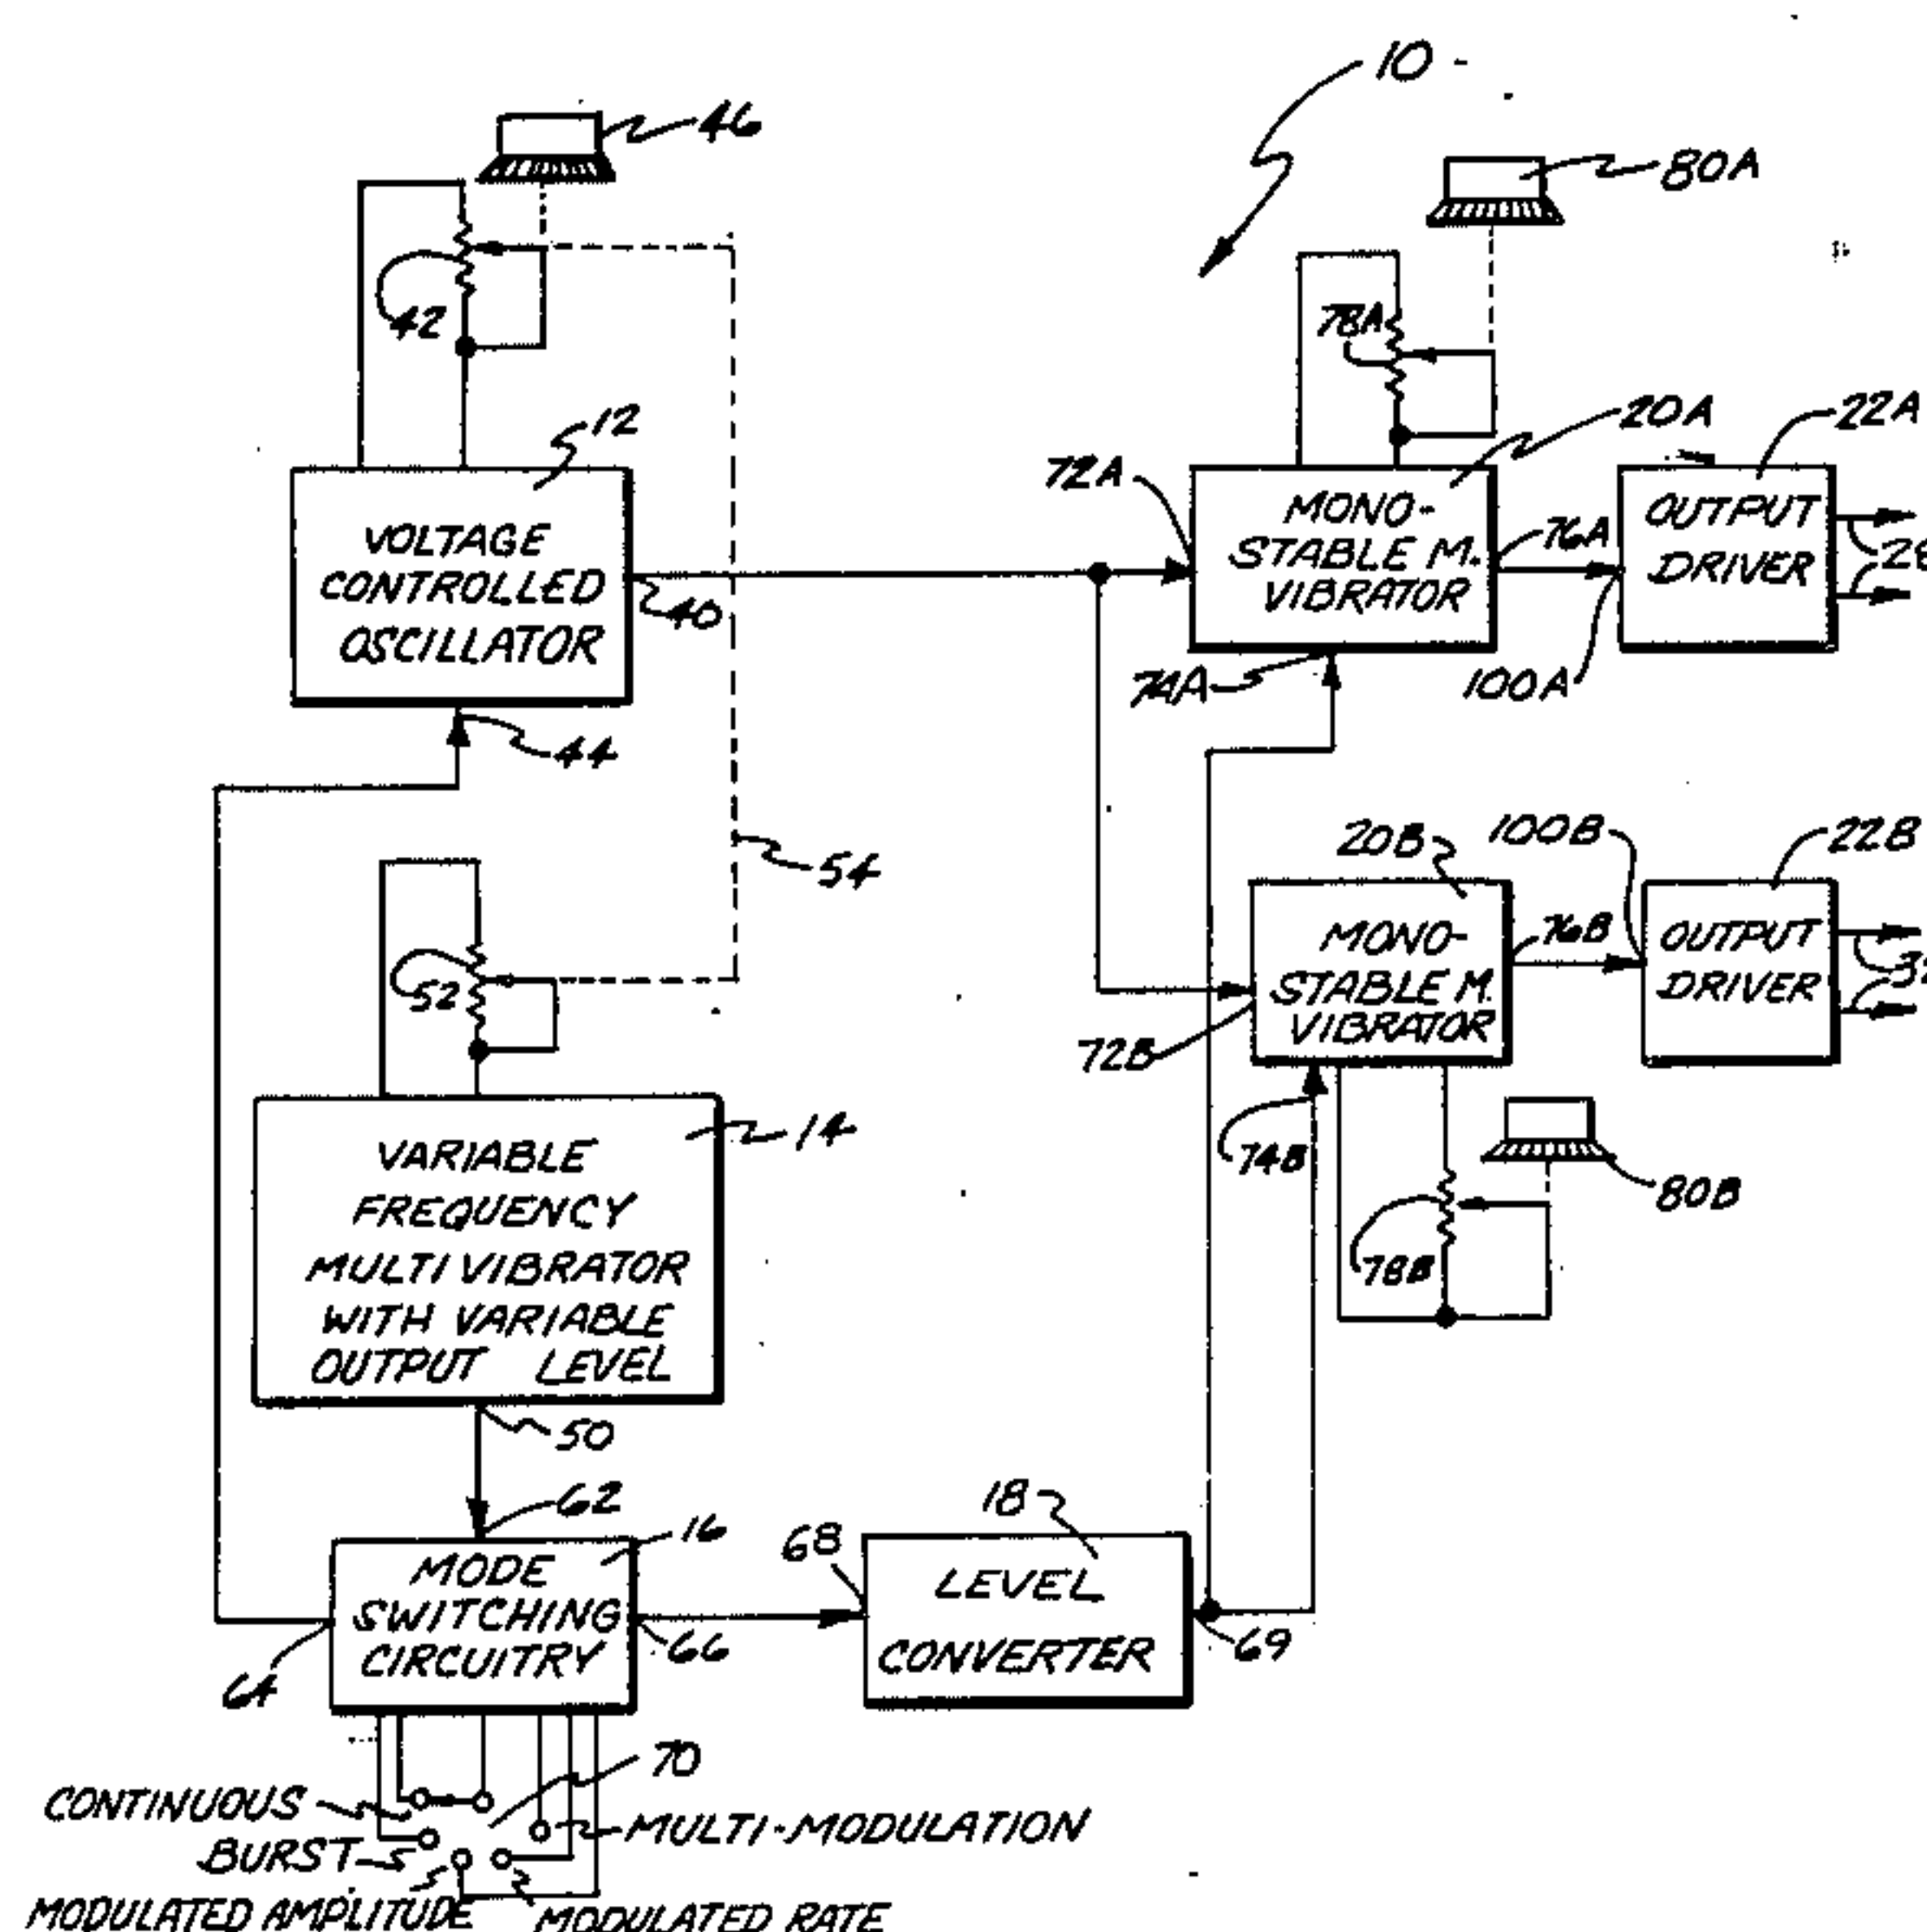 10
46
80A
42
78A
12
20A
22A
72A
VOLTAGE
CONTROLLED
OSCILLATOR
40
MONO-
STABLE M.
VIBRATOR
76A
OUTPUT
DRIVER
74A
100A
44
54
20B
100B
22B
52
MONO-
STABLE M.
VIBRATOR
76B
OUTPUT
DRIVER
72B
14
VARIABLE
FREQUENCY
MULTIVIBRATOR
WITH VARIABLE
OUTPUT LEVEL
74B
80B
78B
50
62
16
MODE
SWITCHING
CIRCUITRY
64
66
68
18
LEVEL
CONVERTER
69
70
CONTINUOUS
BURST
MULTI-MODULATION
MODULATED AMPLITUDE
MODULATED RATE